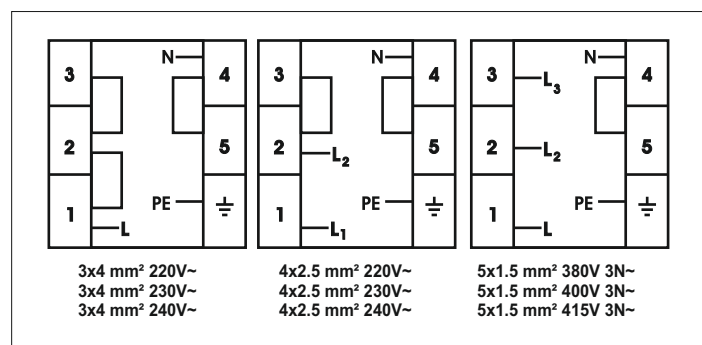 3 N 4
2 5
1 PE
L
3x4 mm² 220V~
3x4 mm² 230V~
3x4 mm² 240V~
3 N 4
2 L₂ 5
1 PE
L₁
4x2.5 mm² 220V~
4x2.5 mm² 230V~
4x2.5 mm² 240V~
3 L₃ N 4
2 L₂ 5
1 PE
L
5x1.5 mm² 380V 3N~
5x1.5 mm² 400V 3N~
5x1.5 mm² 415V 3N~